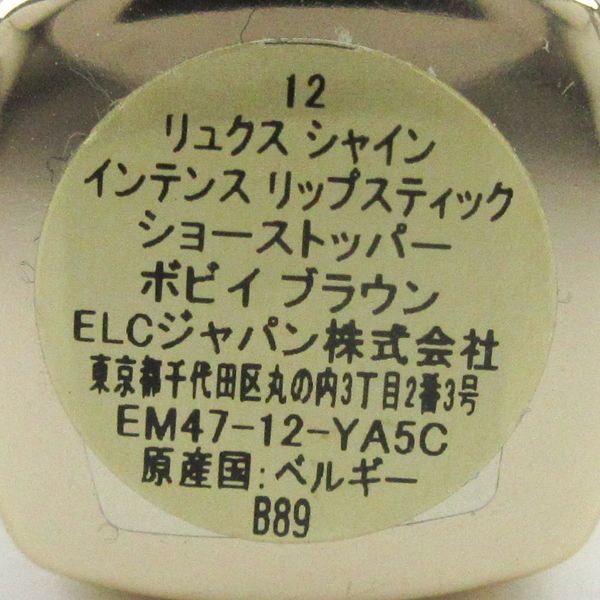 12
リュクス シャイン
インテンス リップスティック
ショーストッパー
ボビイ ブラウン
ELCジャパン株式会社
東京都千代田区丸の内3丁目2番3号
EM47-12-YA5C
原産国:ベルギー
B89